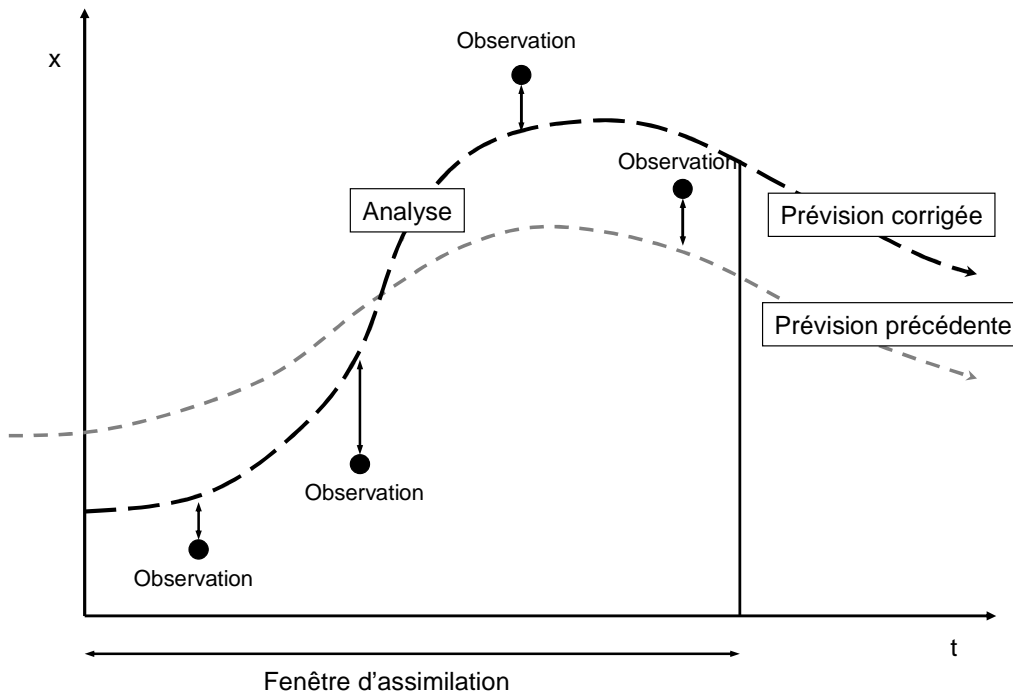 Observation
x
Observation
Analyse
Prévision corrigée
Prévision précédente
Observation
Observation
t
Fenêtre d'assimilation